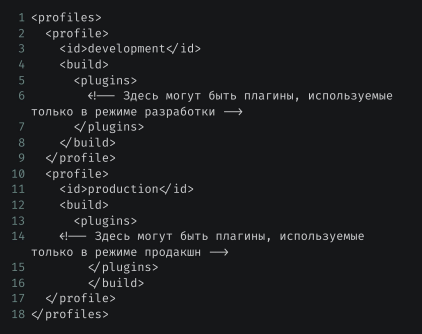 1 <profiles>
2 <profile>
3 <id>development</id>
4 <build>
5 <plugins>
6 <!-- Здесь могут быть плагины, используемые
только в режиме разработки -->
7 </plugins>
8 </build>
9 </profile>
10 <profile>
11 <id>production</id>
12 <build>
13 <plugins>
14 <!-- Здесь могут быть плагины, используемые
только в режиме продакшн -->
15 </plugins>
16 </build>
17 </profile>
18 </profiles>